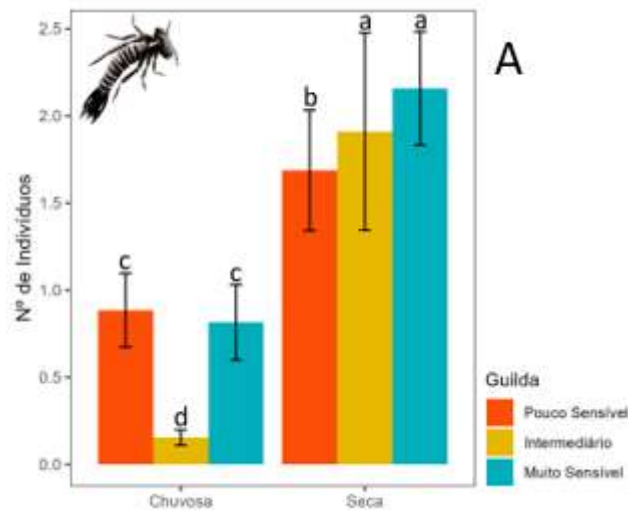 A
Nº de Indivíduos
2.5
2.0
1.5
1.0
0.5
0.0
c
d
c
b
a
a
Chuvosa
Seca
Guilda
Pouco Sensível
Intermediário
Muito Sensível